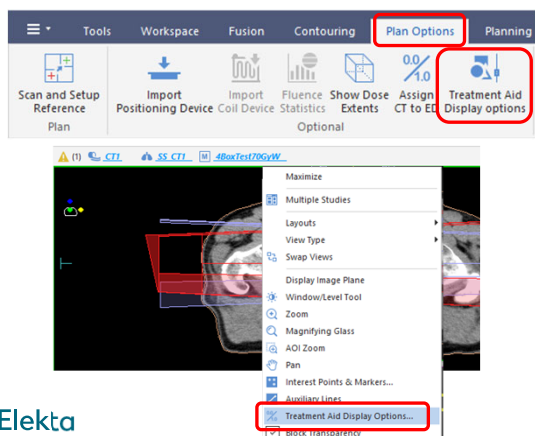 Tools Workspace Fusion Contouring Plan Options Planning
Scan and Setup Reference
Import Positioning Device
Import Coil Device
Fluence Statistics
Show Dose Extents
0.0/1.0
Assign CT to ED
Treatment Aid Display options
Plan Optional
(1) CT1 SS_CT1 M 4BoxTest70GyW
Maximize
Multiple Studies
Layouts
View Type
Swap Views
Display Image Plane
Window/Level Tool
Zoom
Magnifying Glass
AOI Zoom
Pan
Interest Points & Markers...
Auxiliary Lines
Treatment Aid Display Options...
Block Transparency
Elekta